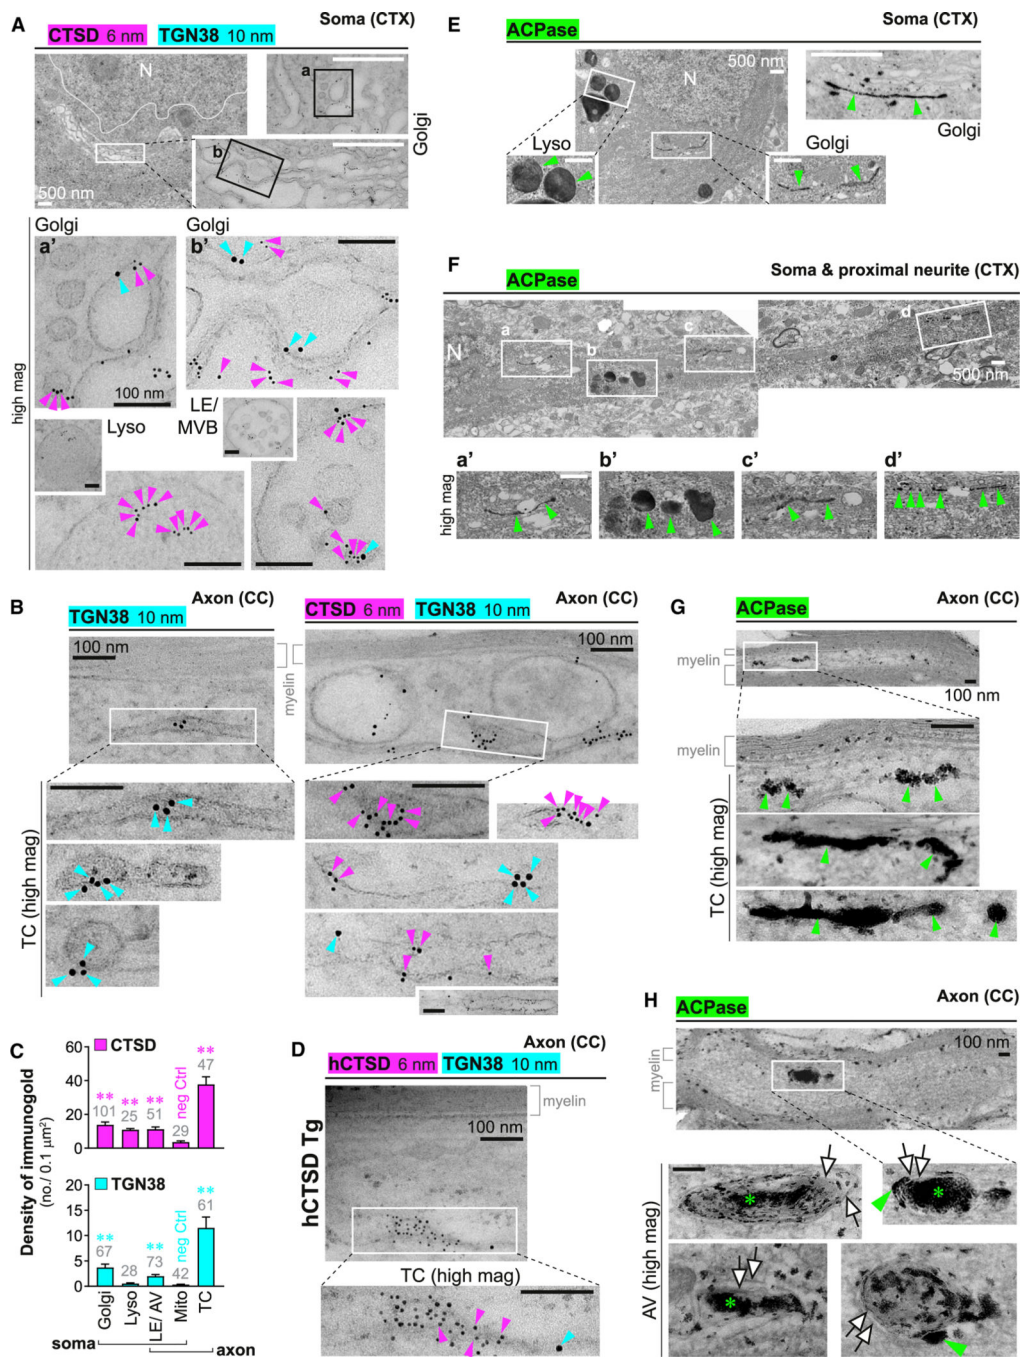 A
Soma (CTX)
CTSD 6 nm TGN38 10 nm
N
a
b
500 nm
Golgi
Golgi
Golgi
a’
b’
high mag
100 nm
Lyso
LE/
MVB
B
Axon (CC)
Axon (CC)
TGN38 10 nm
CTSD 6 nm TGN38 10 nm
100 nm
100 nm
myelin
TC (high mag)
C
CTSD
TGN38
Density of immunogold
(no./ 0.1 µm²)
60
40
20
0
** ** ** neg Ctrl **
101 25 51 29 47
20
15
10
5
0
** ** neg Ctrl **
67 28 73 42 61
Golgi Lyso LE/ AV Mito TC
soma
axon
D
Axon (CC)
hCTSD 6 nm TGN38 10 nm
hCTSD Tg
myelin
100 nm
TC (high mag)
E
Soma (CTX)
ACPase
N
500 nm
Lyso
Golgi
Golgi
F
Soma & proximal neurite (CTX)
ACPase
N
a
b
c
d
500 nm
a’
b’
c’
d’
high mag
G
Axon (CC)
ACPase
myelin
100 nm
myelin
TC (high mag)
H
Axon (CC)
ACPase
myelin
100 nm
AV (high mag)
*
*
*